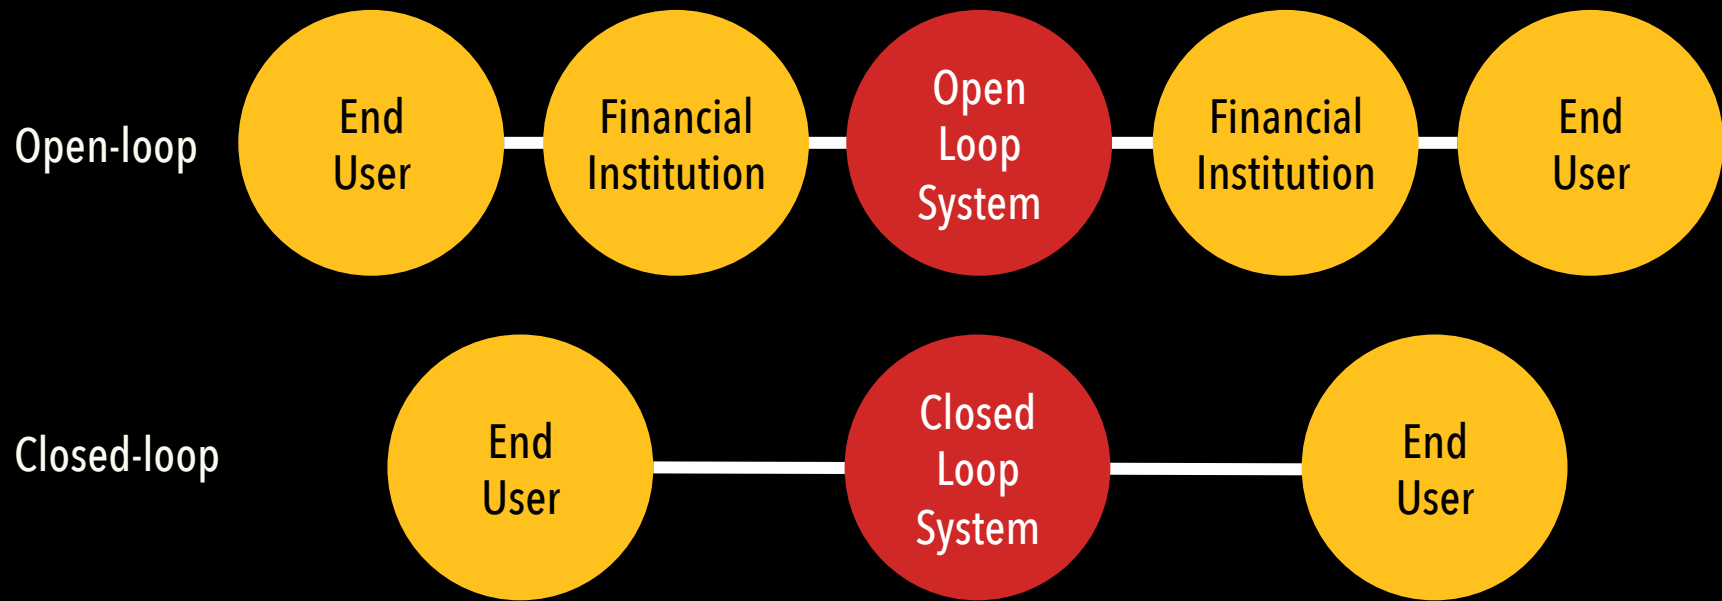 Open-loop
End
User
Financial
Institution
Open
Loop
System
Financial
Institution
End
User
Closed-loop
End
User
Closed
Loop
System
End
User